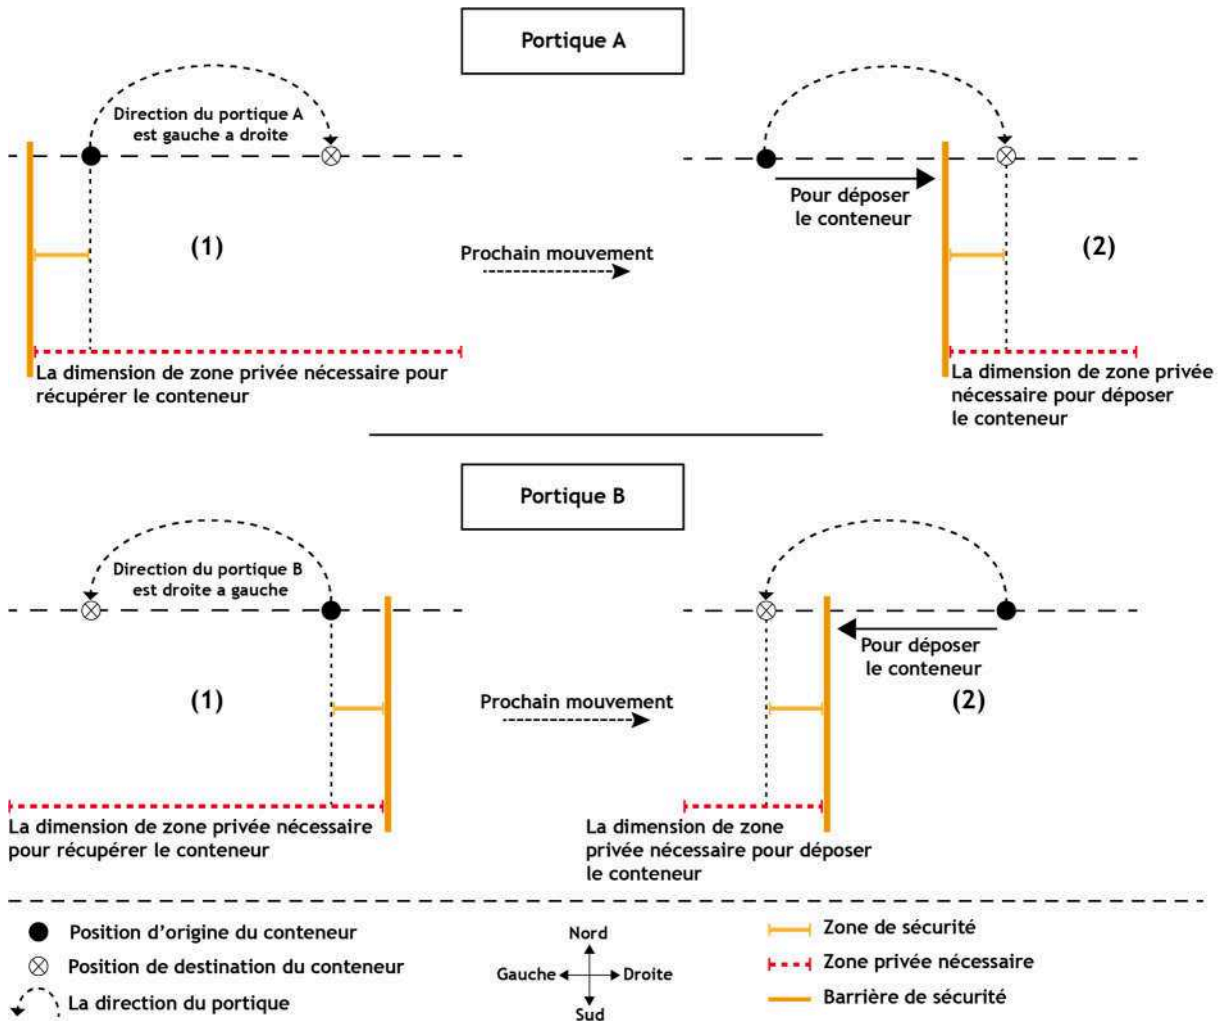 Portique A
Direction du portique A
est gauche a droite
(1)
Prochain mouvement
Pour déposer
le conteneur
(2)
La dimension de zone privée nécessaire pour
récupérer le conteneur
La dimension de zone privée
nécessaire pour déposer
le conteneur
Portique B
Direction du portique B
est droite a gauche
(1)
Prochain mouvement
Pour déposer
le conteneur
(2)
La dimension de zone privée nécessaire
pour récupérer le conteneur
La dimension de zone
privée nécessaire pour déposer
le conteneur
Position d'origine du conteneur
Position de destination du conteneur
La direction du portique
Nord
Gauche
Droite
Sud
Zone de sécurité
Zone privée nécessaire
Barrière de sécurité